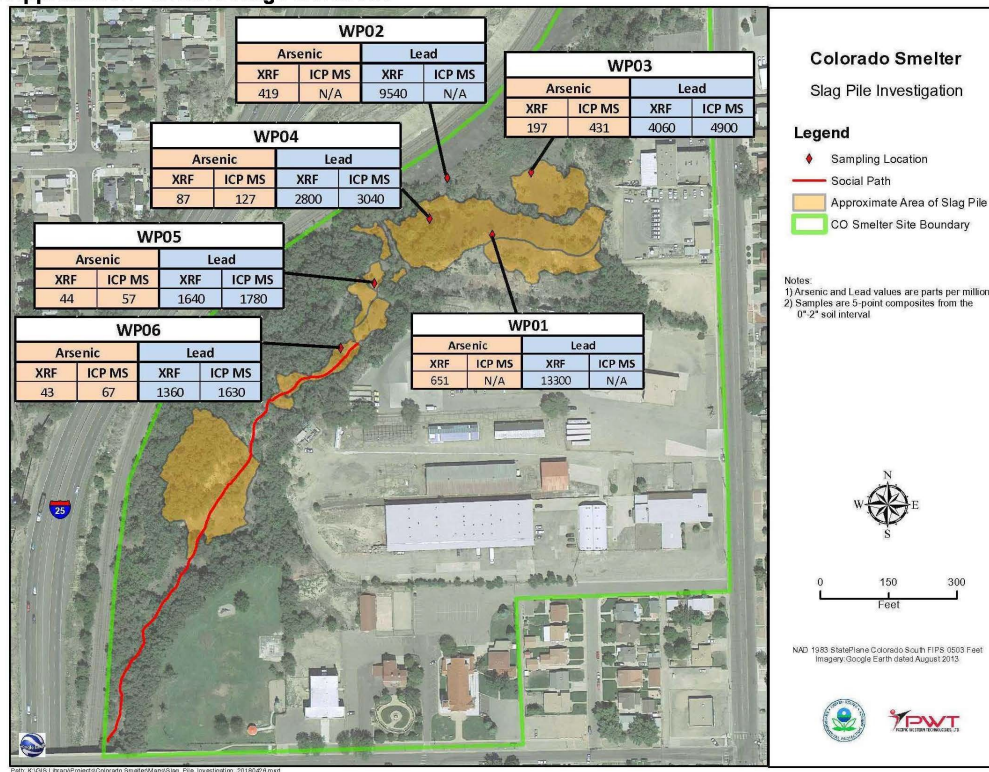 WP02
Arsenic Lead
XRF ICP MS XRF ICP MS
419 N/A 9540 N/A
WP03
Arsenic Lead
XRF ICP MS XRF ICP MS
197 431 4060 4900
WP04
Arsenic Lead
XRF ICP MS XRF ICP MS
87 127 2800 3040
WP05
Arsenic Lead
XRF ICP MS XRF ICP MS
44 57 1640 1780
WP06
Arsenic Lead
XRF ICP MS XRF ICP MS
43 67 1360 1630
WP01
Arsenic Lead
XRF ICP MS XRF ICP MS
651 N/A 13300 N/A
25
Colorado Smelter
Slag Pile Investigation
Legend
Sampling Location
Social Path
Approximate Area of Slag Pile
CO Smelter Site Boundary
Notes:
1) Arsenic and Lead values are parts per million
2) Samples are 5-point composites from the
0"-2" soil interval
N
W E
S
0 150 300
Feet
NAD 1983 StatePlane Colorado South FIPS 0503 Feet
Imagery: Google Earth dated August 2013
PWT
PACIFIC WESTERN TECHNOLOGIES, LTD.